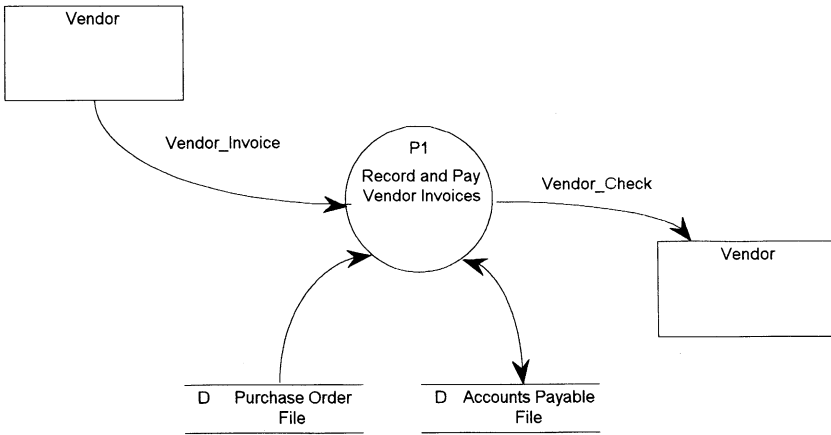 Vendor
Vendor_Invoice
P1
Record and Pay
Vendor Invoices
Vendor_Check
Vendor
D Purchase Order
File
D Accounts Payable
File